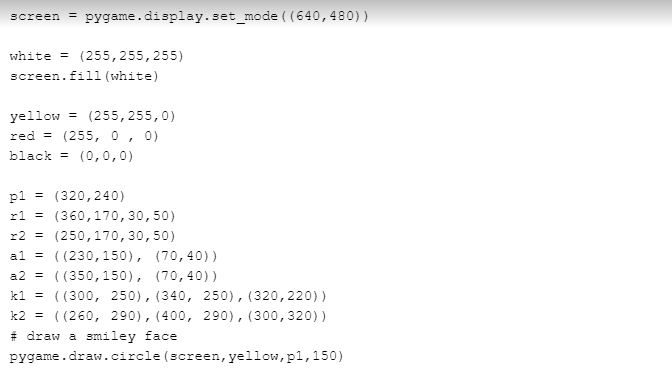 screen = pygame.display.set_mode((640,480))
white = (255,255,255)
screen.fill(white)
yellow = (255,255,0)
red = (255, 0 , 0)
black = (0,0,0)
p1 = (320,240)
r1 = (360,170,30,50)
r2 = (250,170,30,50)
a1 = ((230,150), (70,40))
a2 = ((350,150), (70,40))
k1 = ((300, 250),(340, 250),(320,220))
k2 = ((260, 290),(400, 290),(300,320))
# draw a smiley face
pygame.draw.circle(screen,yellow,p1,150)